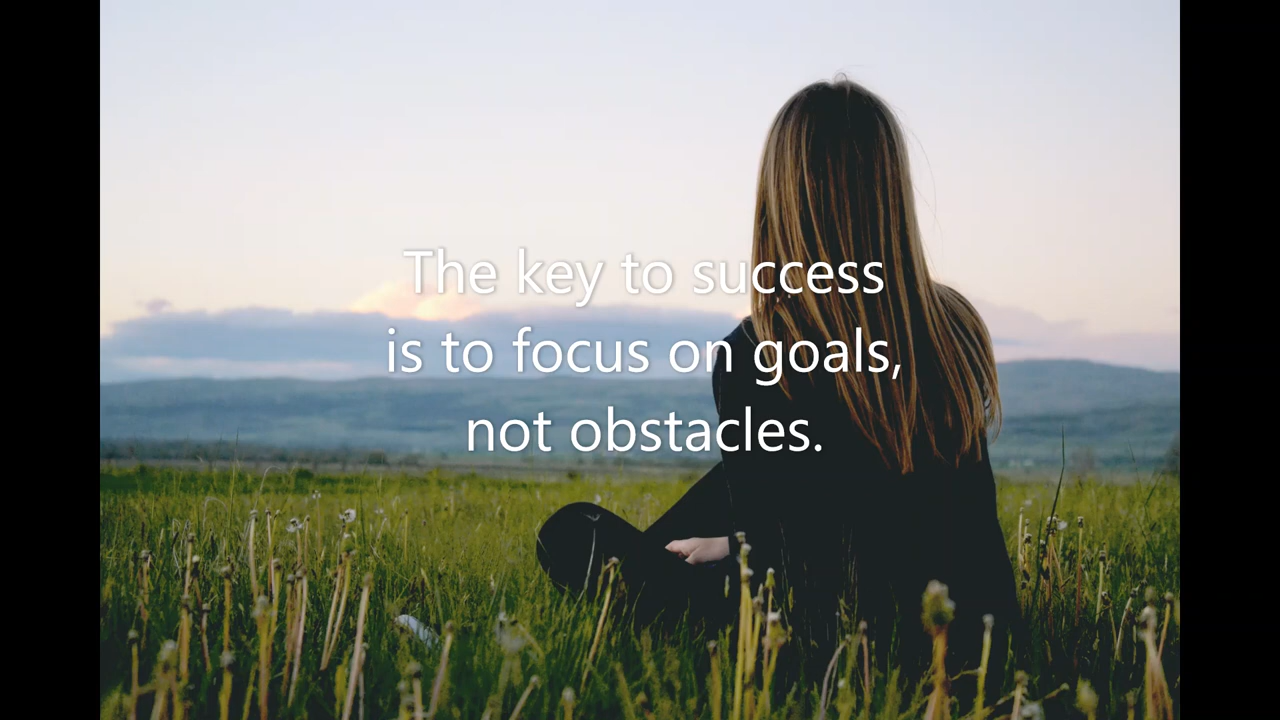 The key to success
is to focus on goals,
not obstacles.